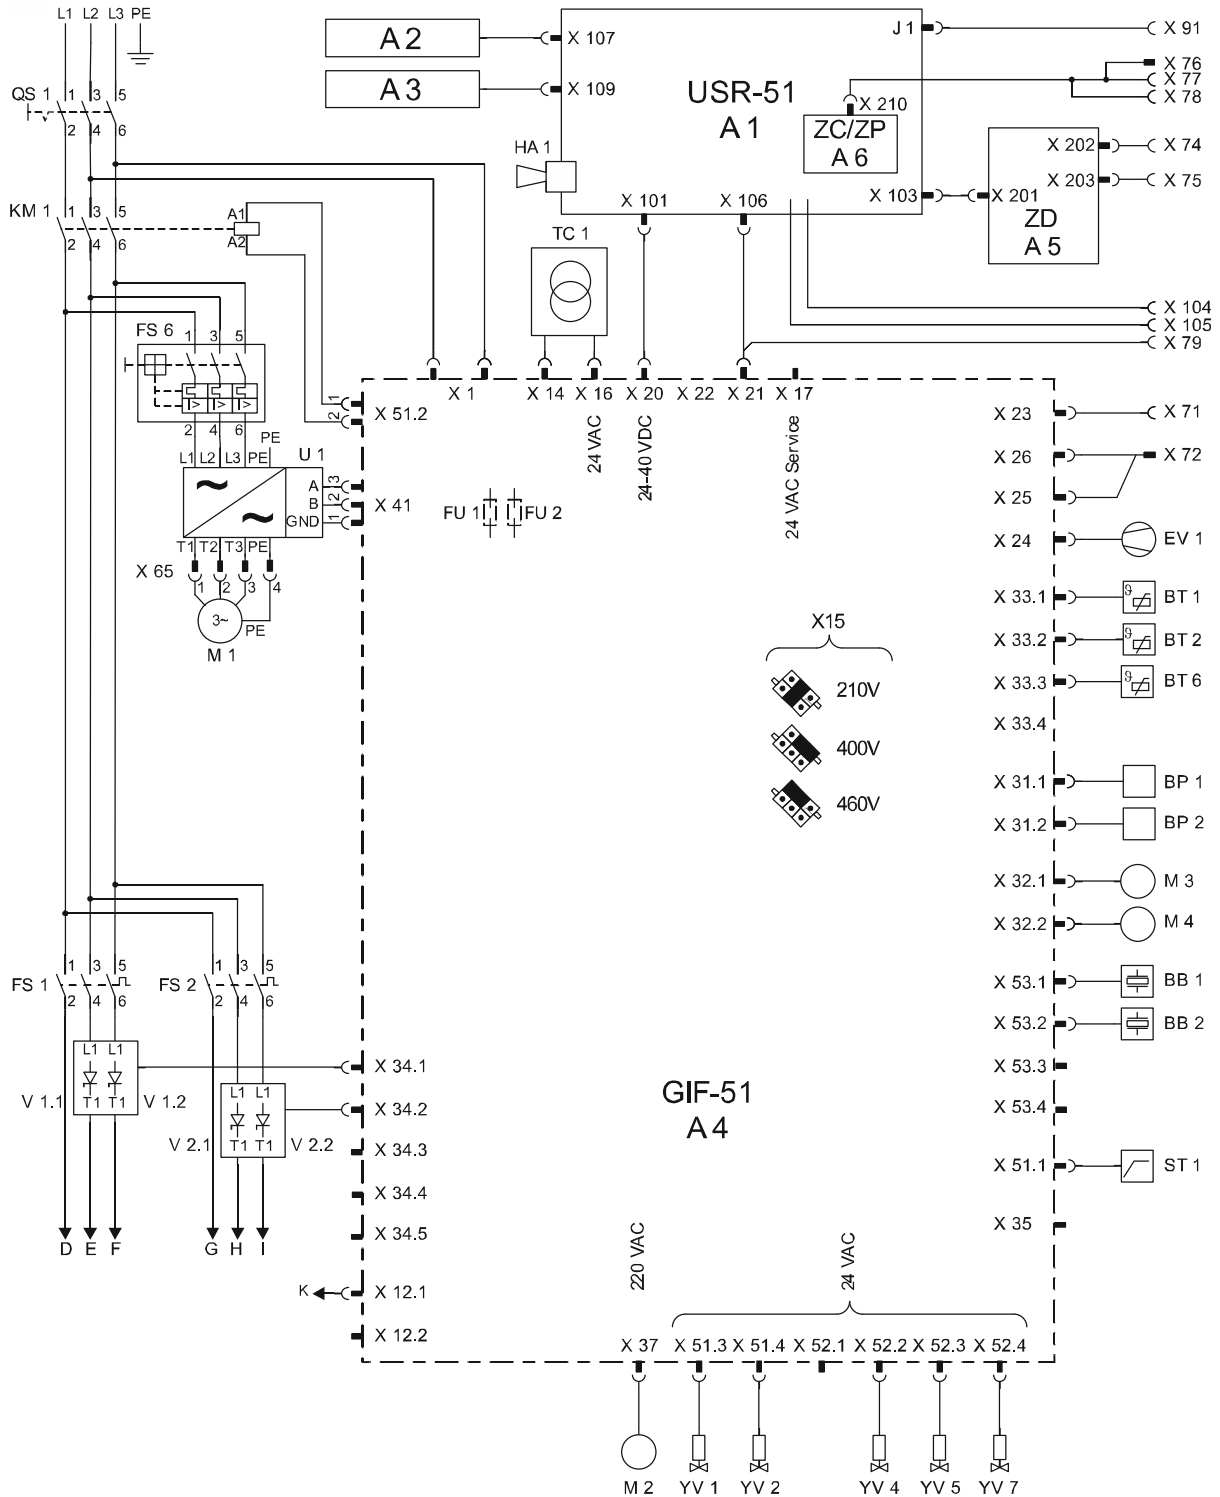 L1 L2 L3 PE
A 2
X 107
A 3
X 109
USR-51
A 1
J 1
X 91
X 76
X 77
X 78
X 210
ZC/ZP
A 6
HA 1
X 101
X 106
X 103
X 202
X 203
X 201
ZD
A 5
X 74
X 75
QS 1
1 3 5
2 4 6
KM 1
1 3 5
2 4 6
A1
A2
TC 1
X 104
X 105
X 79
FS 6
1 3 5
I> I> I>
2 4 6
PE
L1 L2 L3 PE
U 1
A 3
B 2
GND 1
T1 T2 T3 PE
X 65
1 2 3 4
3~
PE
M 1
1
2
X 51.2
X 41
X 1
X 14
X 16
X 20
X 22
X 21
X 17
24 VAC
24-40 VDC
24 VAC Service
FU 1
FU 2
X 23
X 71
X 26
X 72
X 25
X 24
EV 1
X 33.1
ϑ
BT 1
X 33.2
ϑ
BT 2
X 33.3
ϑ
BT 6
X 33.4
X15
210V
400V
460V
X 31.1
BP 1
X 31.2
BP 2
X 32.1
M 3
X 32.2
M 4
X 53.1
BB 1
X 53.2
BB 2
X 53.3
X 53.4
X 51.1
ST 1
X 35
FS 1
1 3 5
2 4 6
FS 2
1 3 5
2 4 6
L1 L1
T1 T1
V 1.1
V 1.2
L1 L1
T1 T1
V 2.1
V 2.2
X 34.1
X 34.2
X 34.3
X 34.4
X 34.5
D E F
G H I
K
X 12.1
X 12.2
GIF-51
A 4
220 VAC
24 VAC
X 37
X 51.3
X 51.4
X 52.1
X 52.2
X 52.3
X 52.4
M 2
YV 1
YV 2
YV 4
YV 5
YV 7